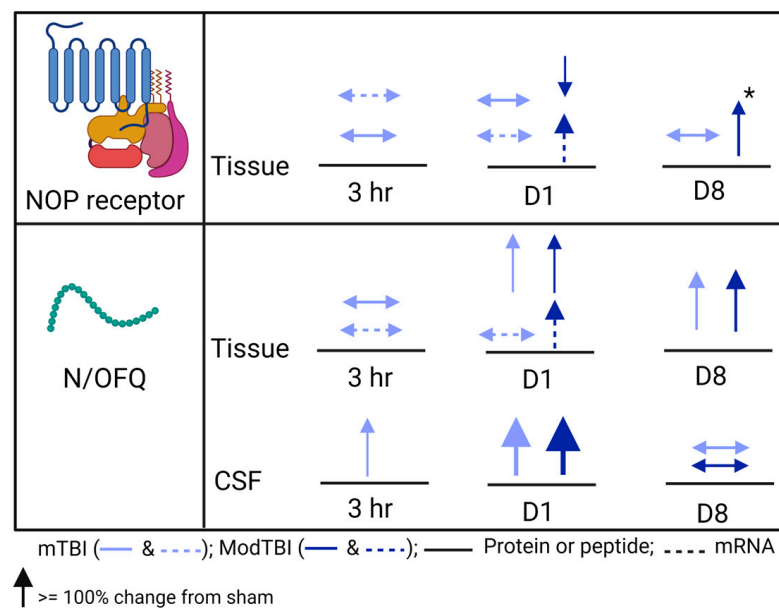 *
Tissue
3 hr
D1
D8
NOP receptor
Tissue
3 hr
D1
D8
N/OFQ
CSF
3 hr
D1
D8
mTBI ( & ); ModTBI ( & ); Protein or peptide; mRNA
>= 100% change from sham